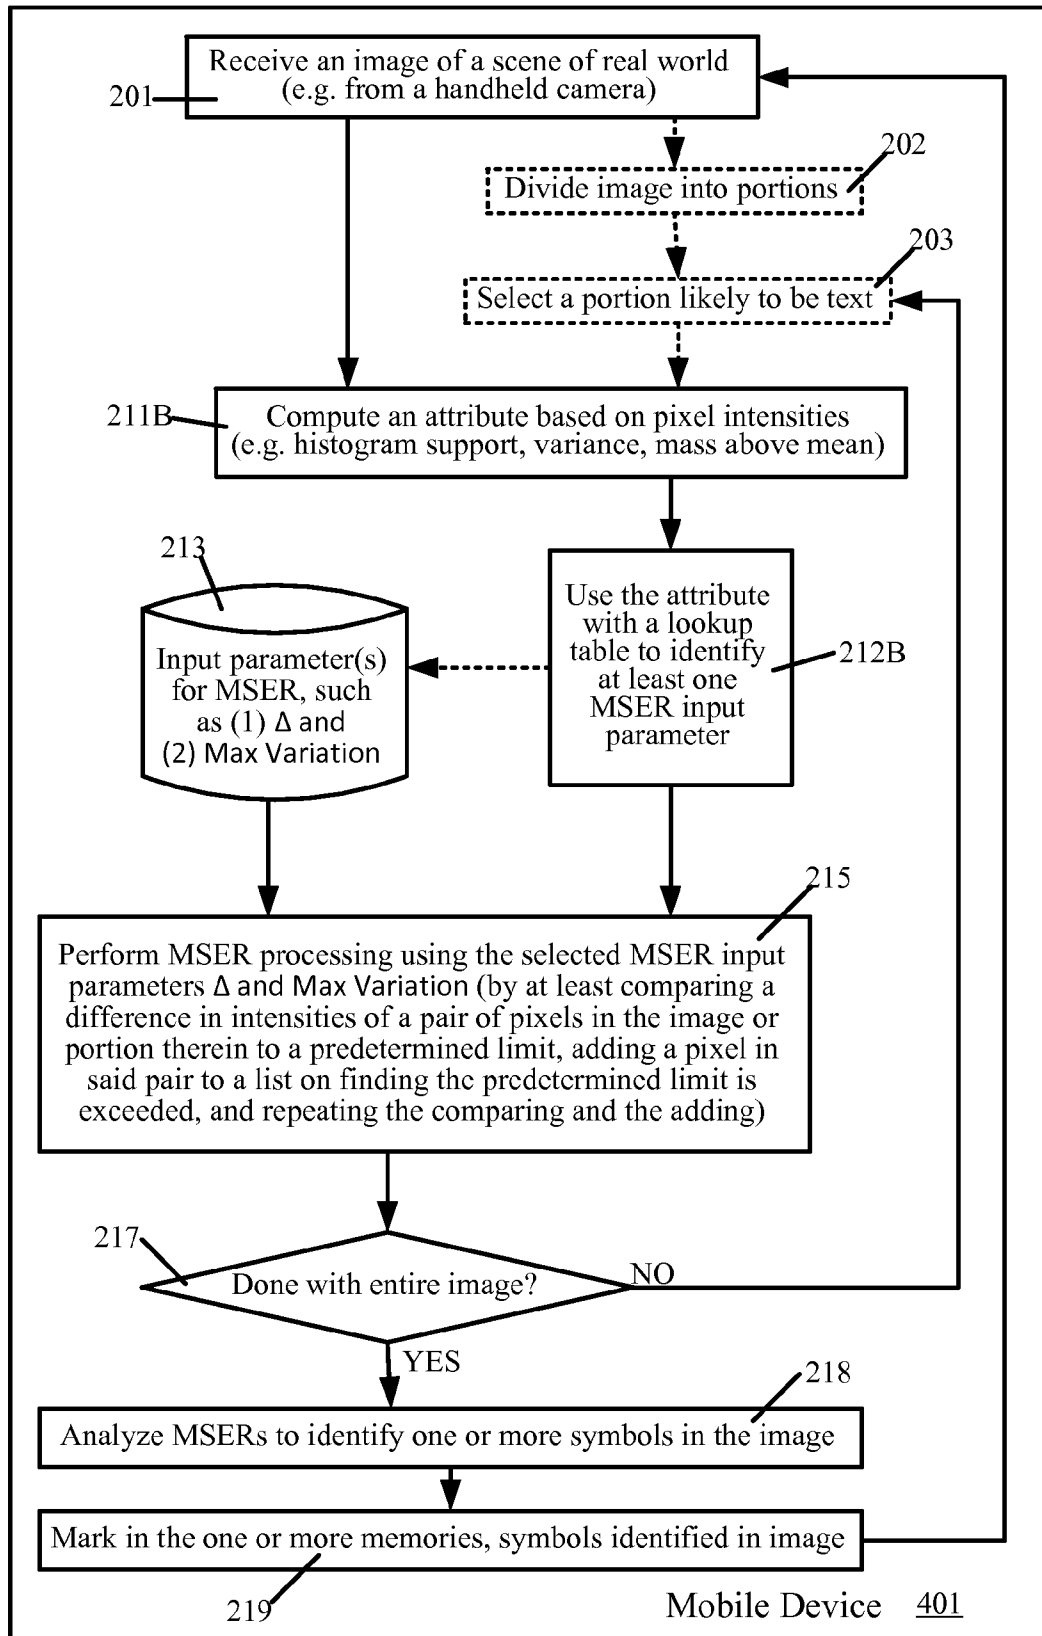 Receive an image of a scene of real world
(e.g. from a handheld camera)
201
202
Divide image into portions
203
Select a portion likely to be text
211B
Compute an attribute based on pixel intensities
(e.g. histogram support, variance, mass above mean)
213
Input parameter(s)
for MSER, such
as (1) Δ and
(2) Max Variation
Use the attribute
with a lookup
table to identify
at least one
MSER input
parameter
212B
215
Perform MSER processing using the selected MSER input
parameters Δ and Max Variation (by at least comparing a
difference in intensities of a pair of pixels in the image or
portion therein to a predetermined limit, adding a pixel in
said pair to a list on finding the predetermined limit is
exceeded, and repeating the comparing and the adding)
217
Done with entire image?
NO
YES
218
Analyze MSERs to identify one or more symbols in the image
Mark in the one or more memories, symbols identified in image
219
Mobile Device 401